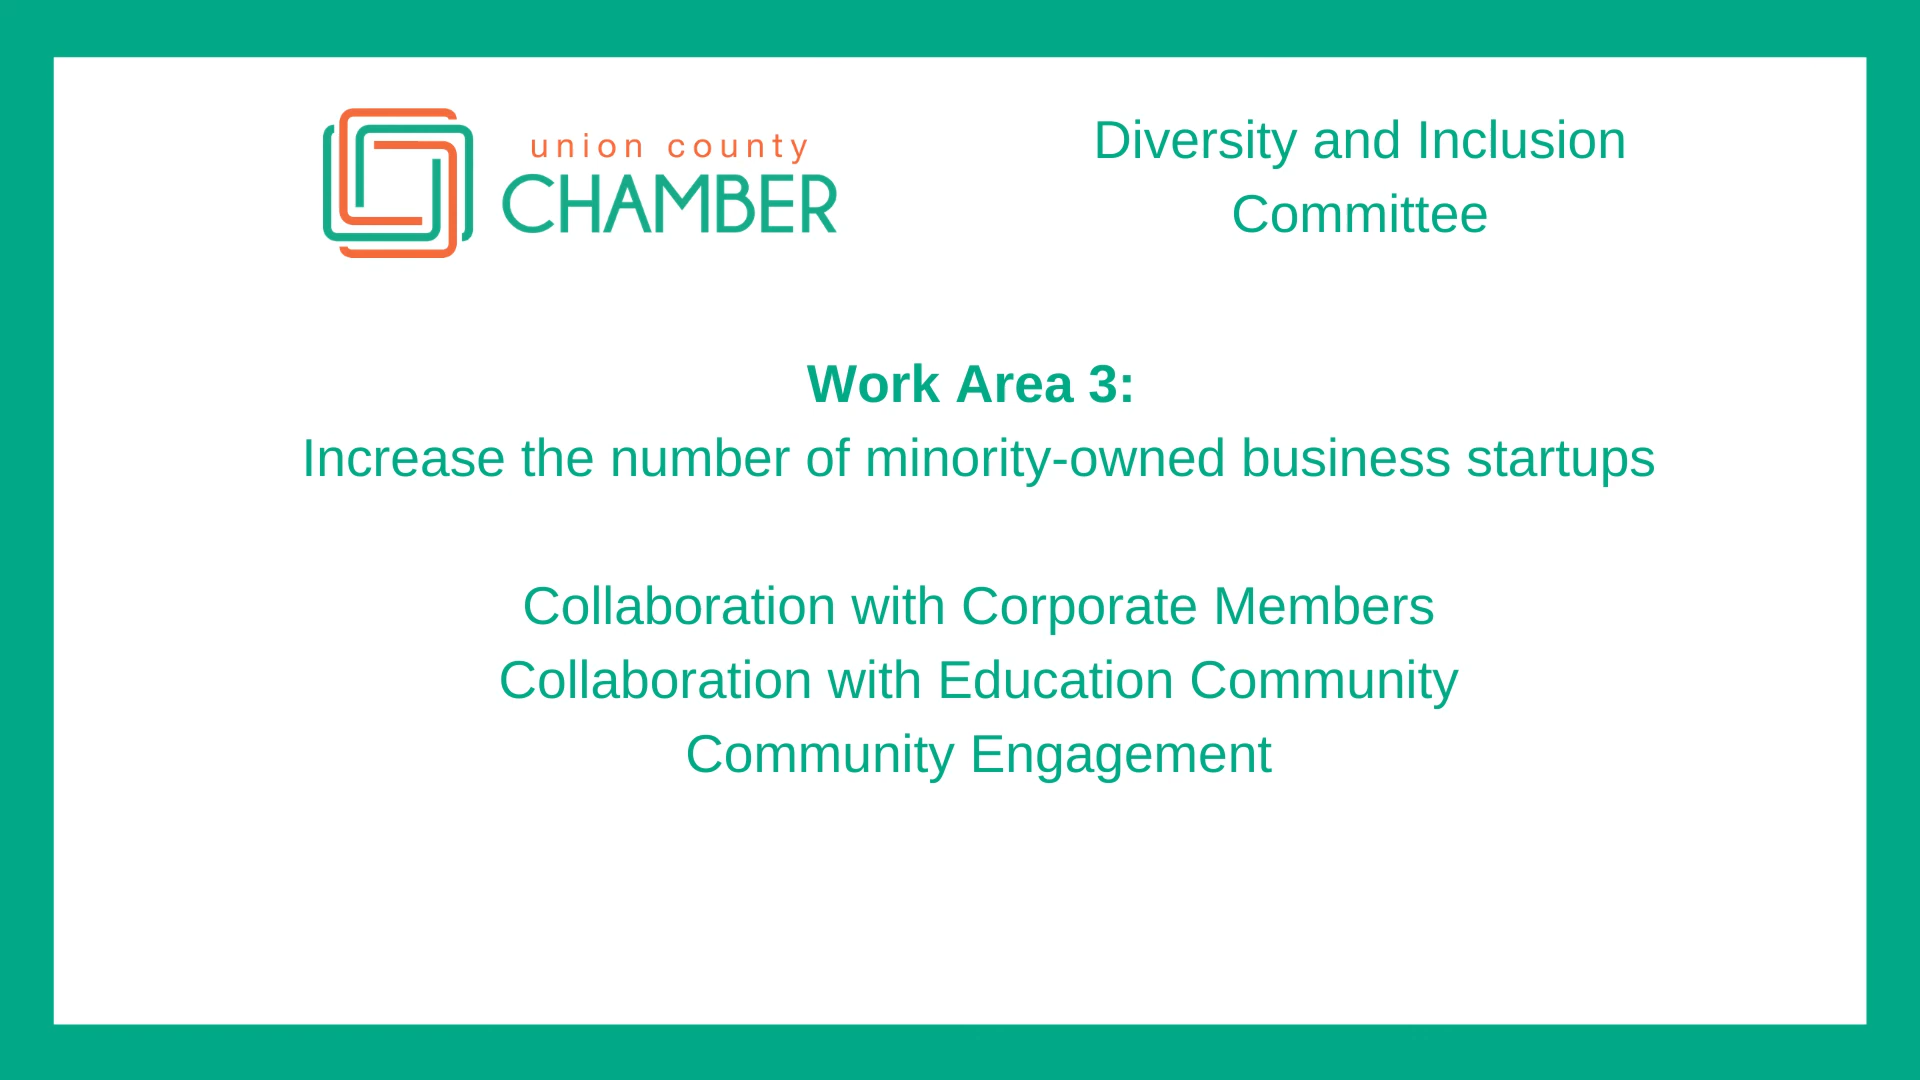 union county
CHAMBER
Diversity and Inclusion
Committee
Work Area 3:
Increase the number of minority-owned business startups
Collaboration with Corporate Members
Collaboration with Education Community
Community Engagement